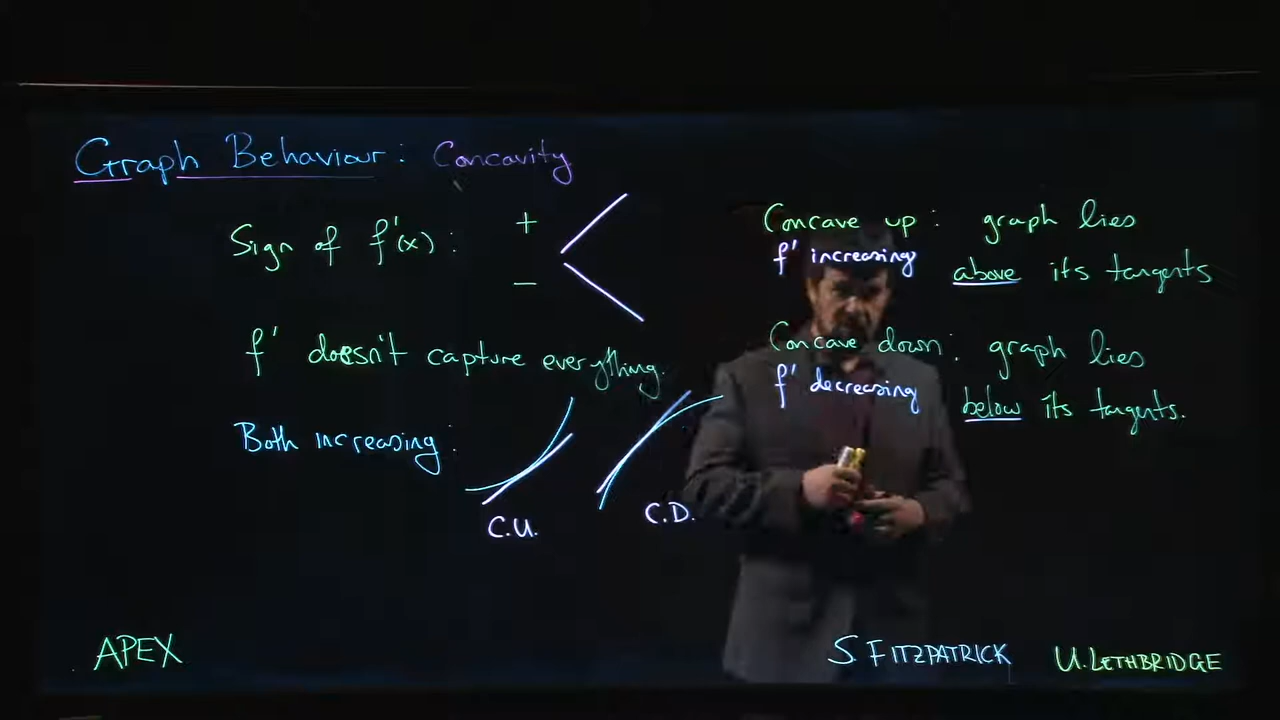 Graph Behaviour: Concavity
Sign of f'(x): + −
f' doesn't capture everything.
Both increasing:
C.U.
C.D.
Concave up: graph lies
f' increasing
above its tangents
Concave down: graph lies
f' decreasing
below its tangents.
APEX
S. FITZPATRICK
U. LETHBRIDGE